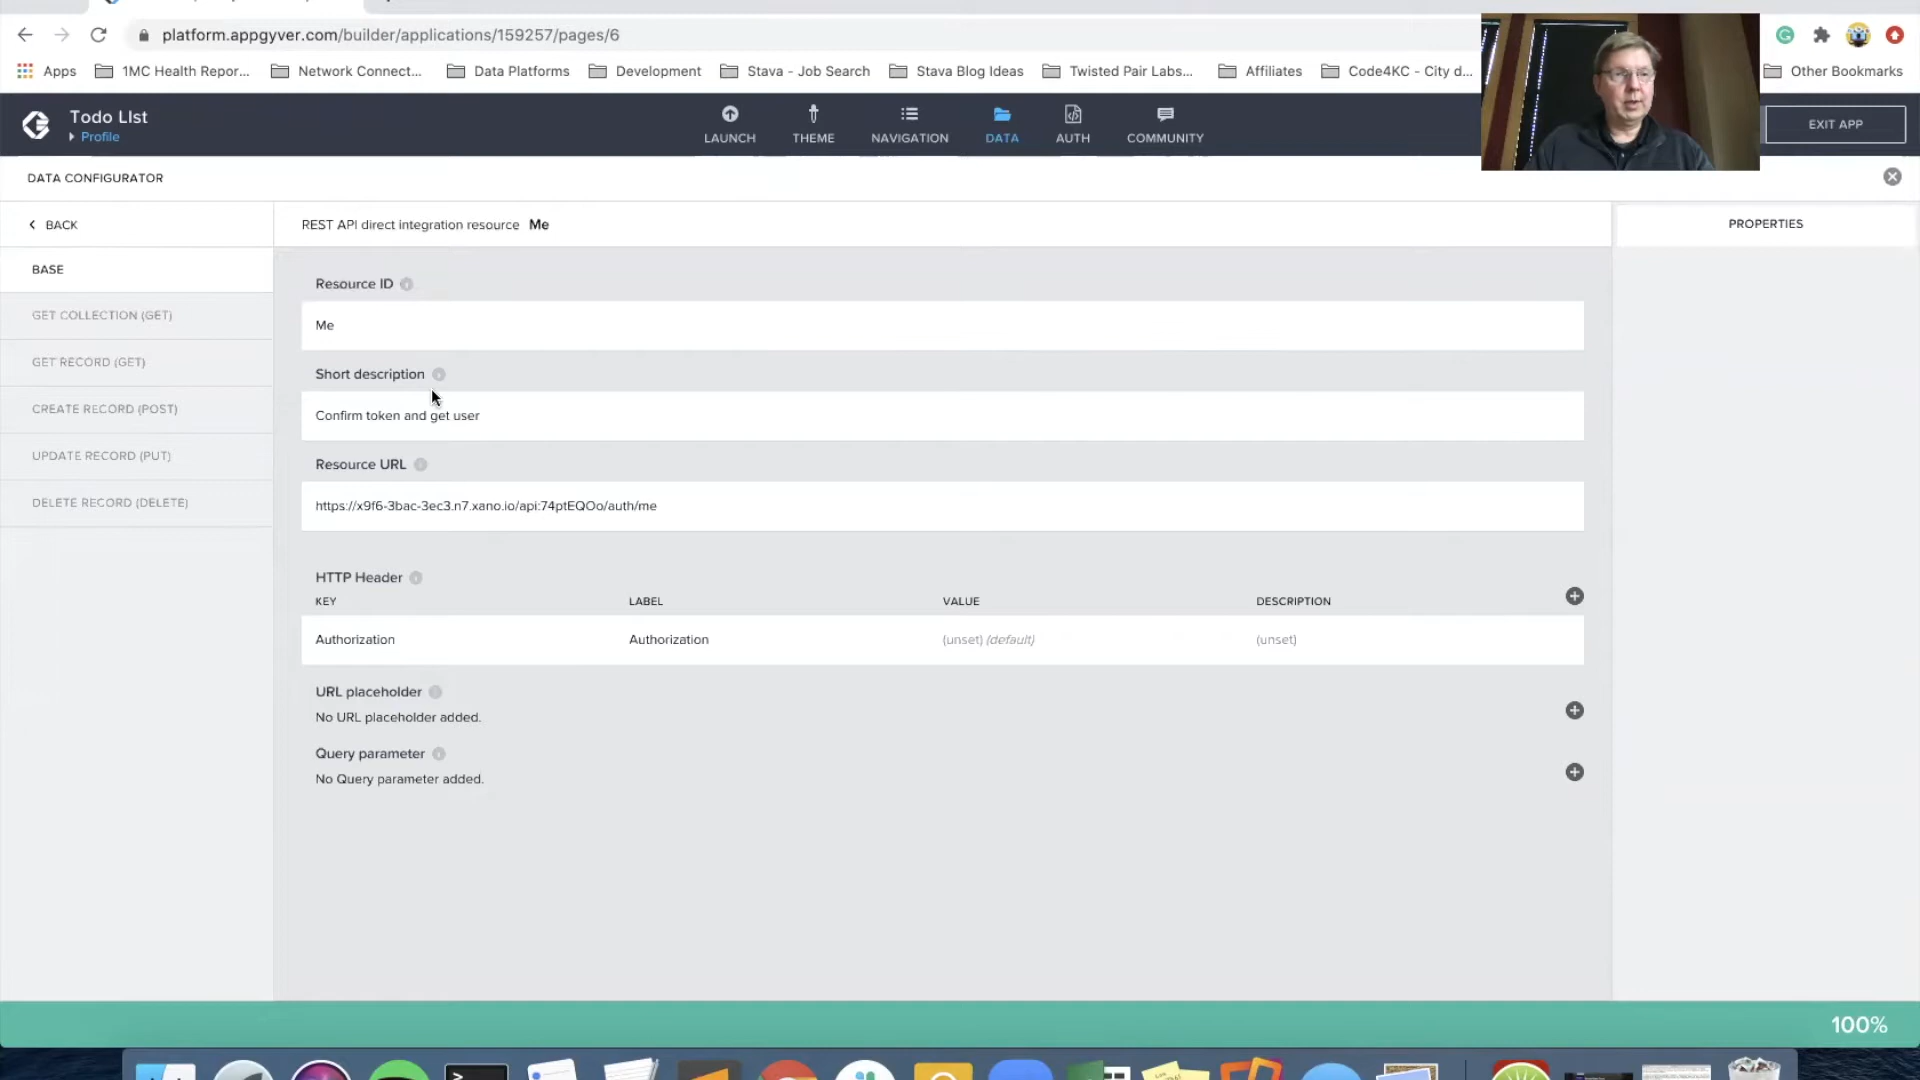 platform.appgyver.com/builder/applications/159257/pages/6
Apps
1MC Health Repor...
Network Connect...
Data Platforms
Development
Stava - Job Search
Stava Blog Ideas
Twisted Pair Labs...
Affiliates
Code4KC - City d...
Other Bookmarks
Todo LIst
Profile
LAUNCH
THEME
NAVIGATION
DATA
AUTH
COMMUNITY
EXIT APP
DATA CONFIGURATOR
BACK
REST API direct integration resource Me
PROPERTIES
BASE
GET COLLECTION (GET)
GET RECORD (GET)
CREATE RECORD (POST)
UPDATE RECORD (PUT)
DELETE RECORD (DELETE)
Resource ID
Me
Short description
Confirm token and get user
Resource URL
https://x9f6-3bac-3ec3.n7.xano.io/api:74ptEQOo/auth/me
HTTP Header
KEY LABEL VALUE DESCRIPTION
Authorization Authorization (unset) (default) (unset)
URL placeholder
No URL placeholder added.
Query parameter
No Query parameter added.
100%